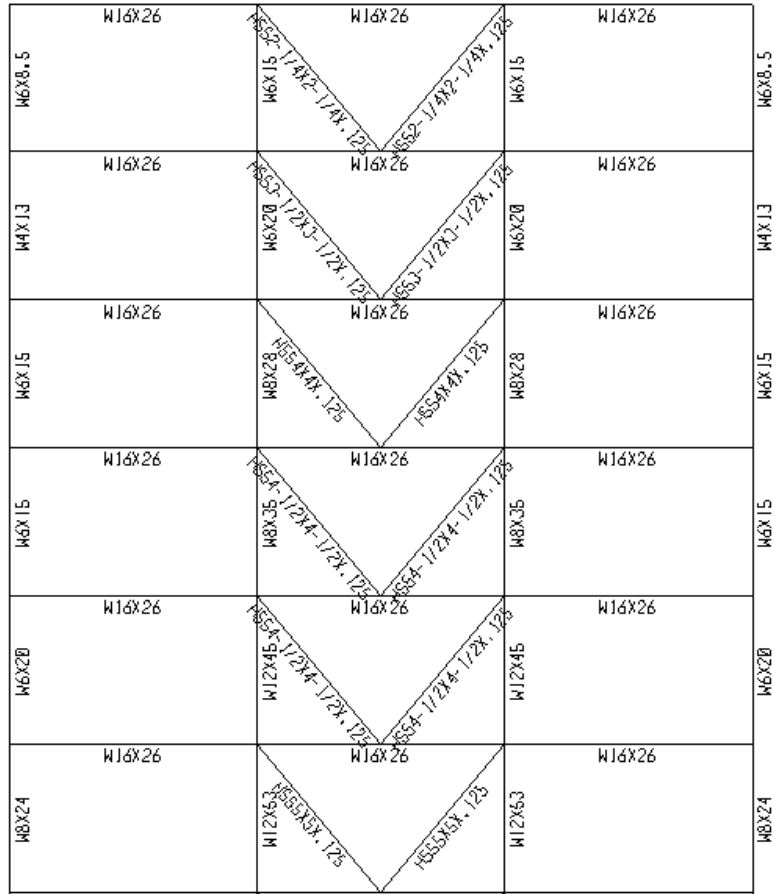 W16X26 W16X26 W16X26
W6X8.5 W6X15 HSS2-1/4X2-1/4X.125 HSS2-1/4X2-1/4X.125 W6X15 W6X8.5
W16X26 W16X26 W16X26
W4X13 W6X20 HSS3-1/2X3-1/2X.125 HSS3-1/2X3-1/2X.125 W6X20 W4X13
W16X26 W16X26 W16X26
W6X15 W8X28 HSS4X4X.125 HSS4X4X.125 W8X28 W6X15
W16X26 W16X26 W16X26
W6X15 W8X35 HSS4-1/2X4-1/2X.125 HSS4-1/2X4-1/2X.125 W8X35 W6X15
W16X26 W16X26 W16X26
W6X20 W12X45 HSS4-1/2X4-1/2X.125 HSS4-1/2X4-1/2X.125 W12X45 W6X20
W16X26 W16X26 W16X26
W8X24 W12X53 HSS5X5X.125 HSS5X5X.125 W12X53 W8X24